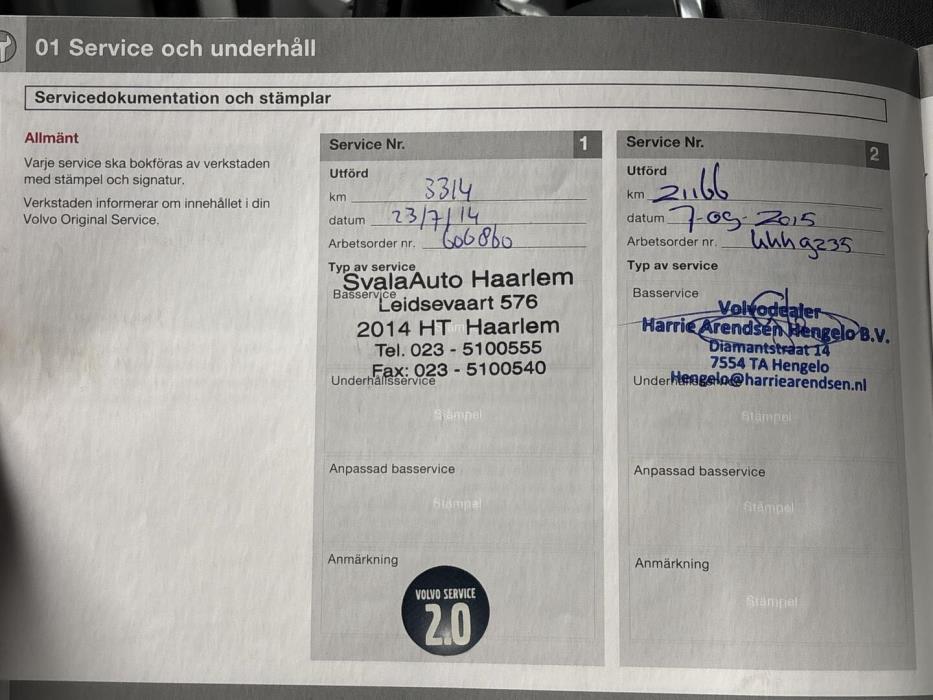 01 Service och underhåll
Servicedokumentation och stämplar
Allmänt
Varje service ska bokföras av verkstaden
med stämpel och signatur.
Verkstaden informerar om innehållet i din
Volvo Original Service.
Service Nr. 1
Utförd
km 3314
datum 23/7/14
Arbetsorder nr. 606860
Typ av service
SvalaAuto Haarlem
Basservice
Leidsevaart 576
2014 HT Haarlem
Tel. 023 - 5100555
Fax: 023 - 5100540
Underhållsservice
Stämpel
Anpassad basservice
Stämpel
Anmärkning
VOLVO SERVICE
2.0
Service Nr. 2
Utförd
km 21166
datum 7-09-2015
Arbetsorder nr.
Typ av service
Basservice
Volvodealer
Harrie Arendsen Hengelo B.V.
Diamantstraat 14
7554 TA Hengelo
Hengelo@harriearendsen.nl
Stämpel
Anpassad basservice
Stämpel
Anmärkning
Stämpel